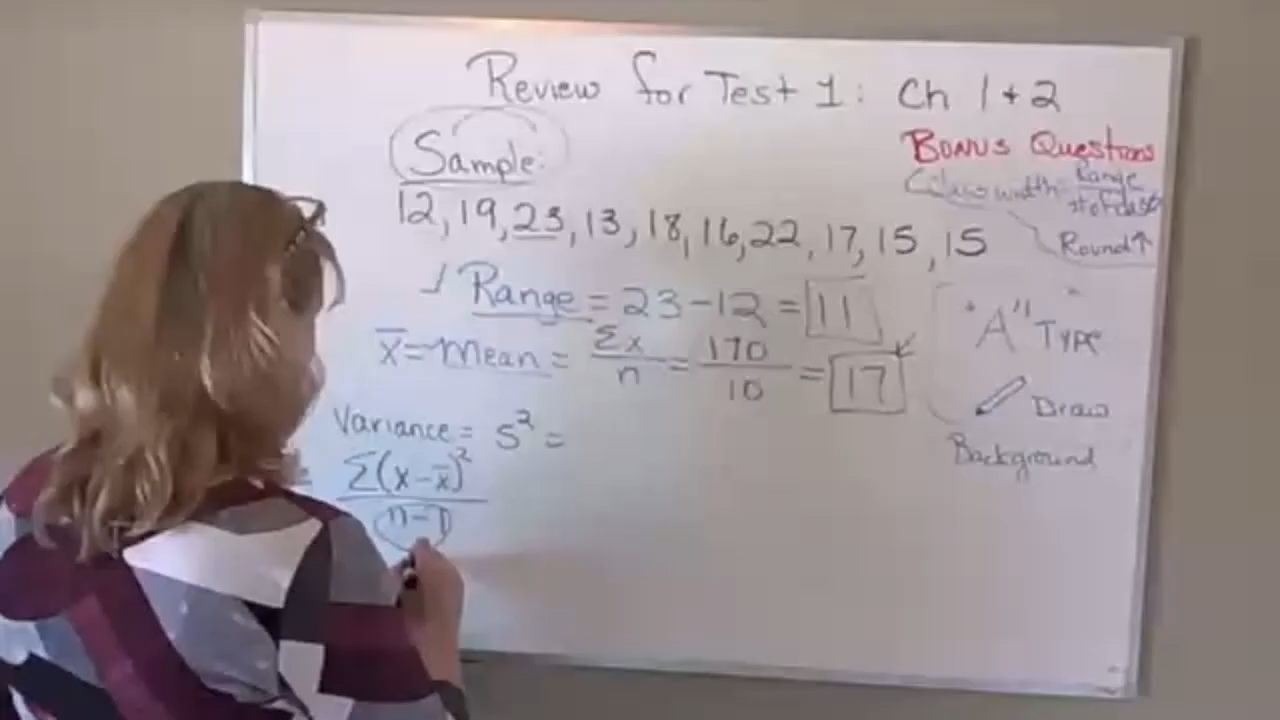 Review for Test 1: Ch 1 + 2
Bonus Questions
Class width = Range / # of classes
Round ↑
Sample:
12, 19, 23, 13, 18, 16, 22, 17, 15, 15
Range = 23 - 12 = 11
x̄ = Mean = Σx / n = 170 / 10 = 17
Variance = s² =
= Σ(x - x̄)² / n - 1
"A" Type
Draw
Background